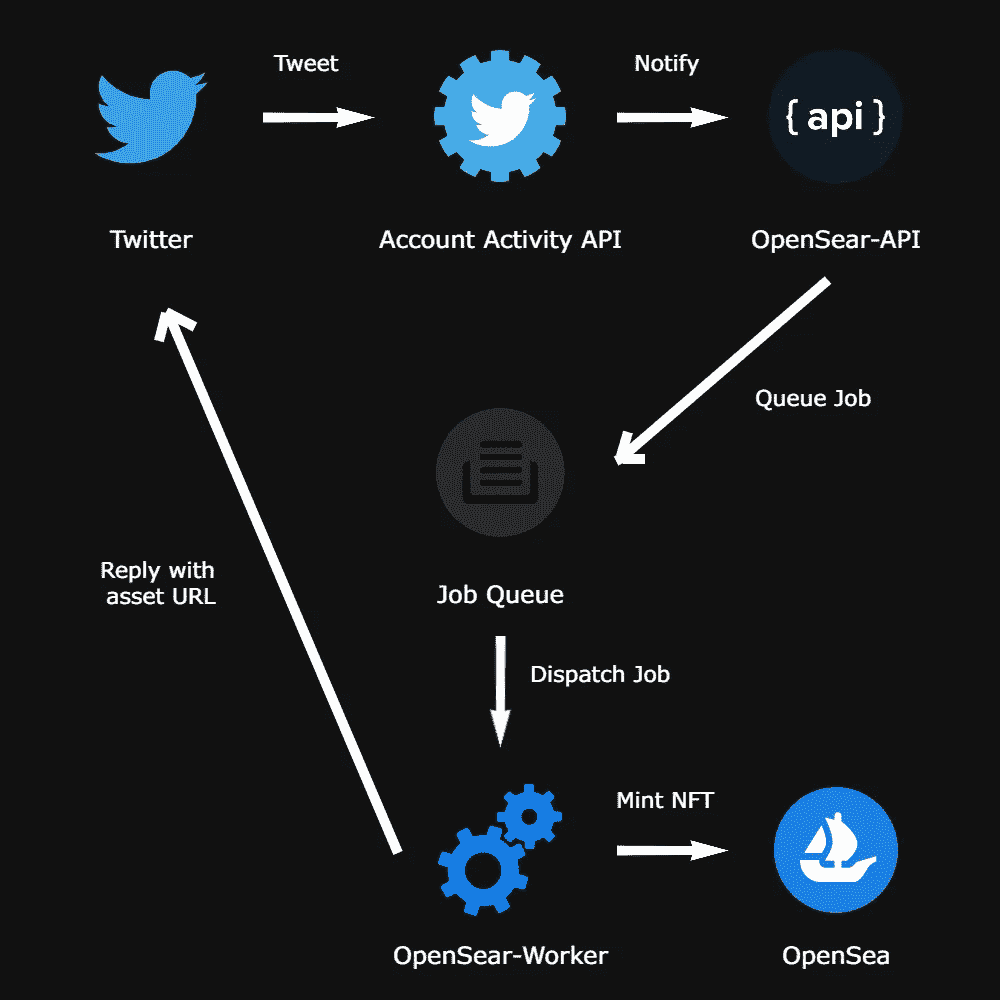 Tweet
Notify
{ api }
Twitter
Account Activity API
OpenSear-API
Queue Job
Reply with
asset URL
Job Queue
Dispatch Job
Mint NFT
OpenSear-Worker
OpenSea